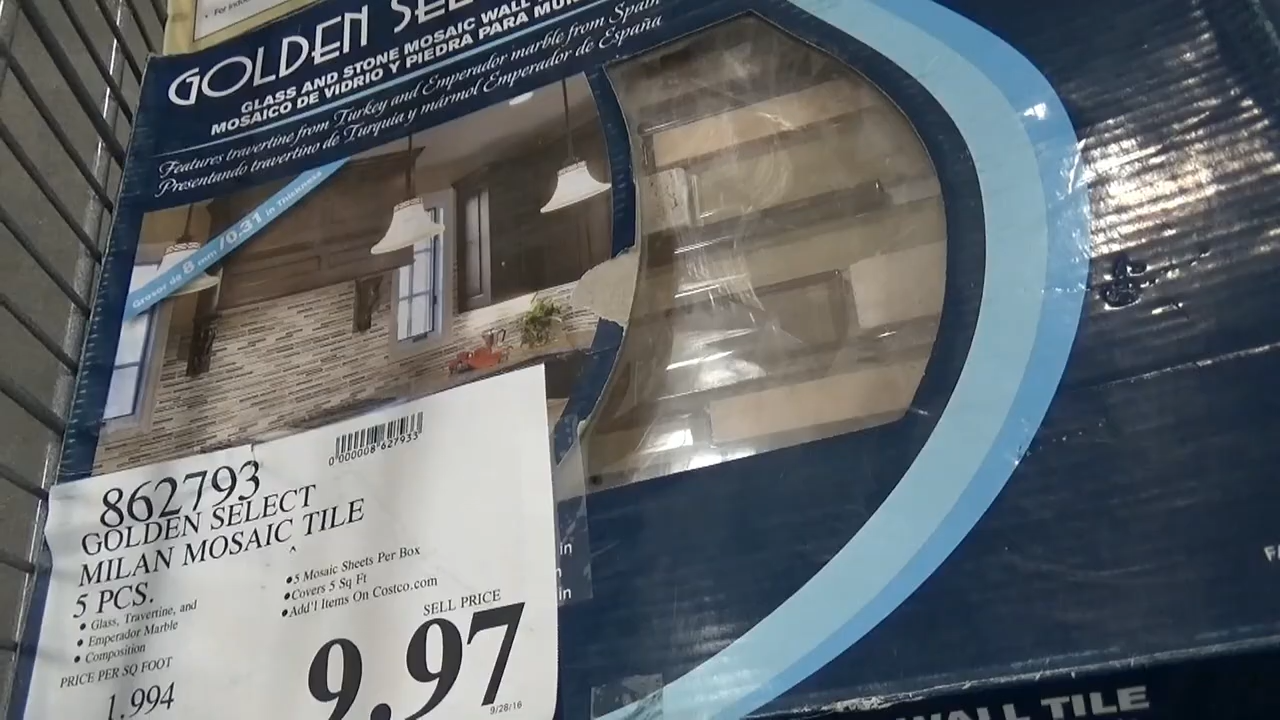 GOLDEN
GLASS AND STONE MOSAIC WALL
MOSAICO DE VIDRIO Y PIEDRA PARA
Features travertine from Turkey and Emperador marble from Spain
Presentando travertino de Turquía y mármol Emperador de España
Grosor de 8 mm /0.31 in Thickness
0 000008 627933
862793
GOLDEN SELECT
MILAN MOSAIC TILE
5 PCS.
• Glass, Travertine, and
• Emperador Marble
• Composition
• 5 Mosaic Sheets Per Box
• Covers 5 Sq Ft
• Add'l Items On Costco.com
PRICE PER SQ FOOT
1.994
SELL PRICE
9.97
9/28/16
in
in
WALL TILE